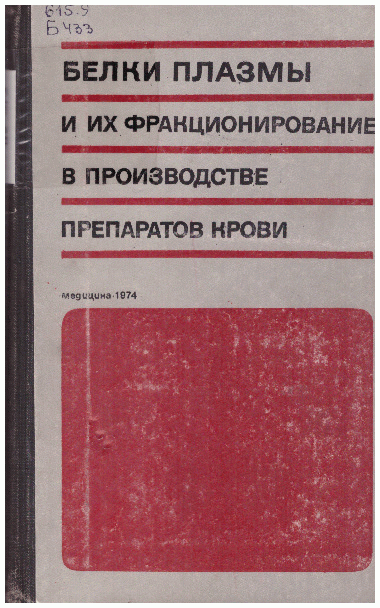 615.9
Б433
БЕЛКИ ПЛАЗМЫ
И ИХ ФРАКЦИОНИРОВАНИЕ
В ПРОИЗВОДСТВЕ
ПРЕПАРАТОВ КРОВИ
медицина·1974